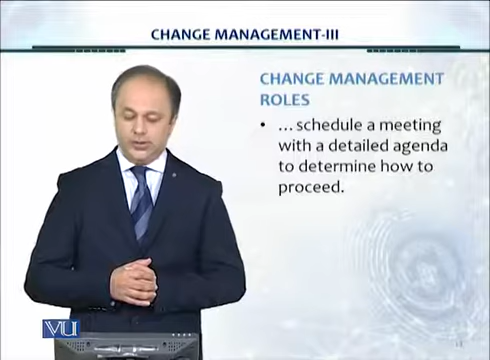 CHANGE MANAGEMENT-III
CHANGE MANAGEMENT
ROLES
• ... schedule a meeting
with a detailed agenda
to determine how to
proceed.
VU